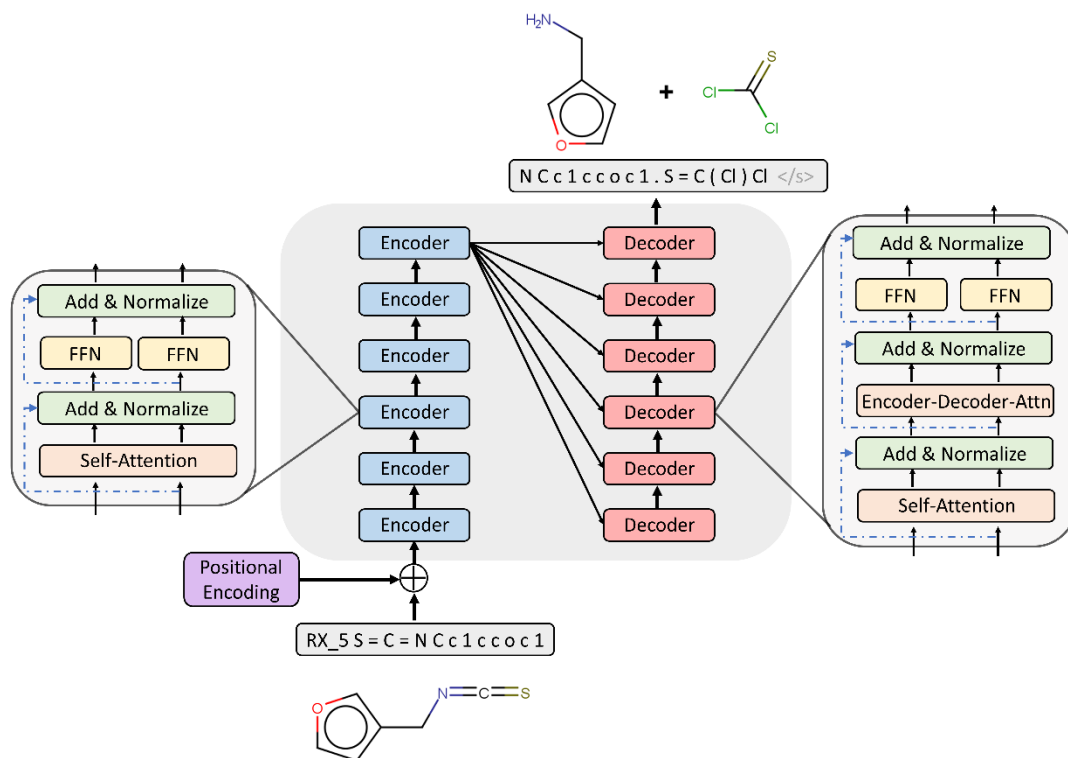 H₂N
S
Cl
+
Cl
O
N C c 1 c c o c 1 . S = C ( Cl ) Cl </s>
Encoder
Encoder
Encoder
Encoder
Encoder
Encoder
Decoder
Decoder
Decoder
Decoder
Decoder
Decoder
Add & Normalize
FFN FFN
Add & Normalize
Self-Attention
Add & Normalize
FFN FFN
Add & Normalize
Encoder-Decoder-Attn
Add & Normalize
Self-Attention
Positional
Encoding
RX_5 S = C = N C c 1 c c o c 1
O
N C S